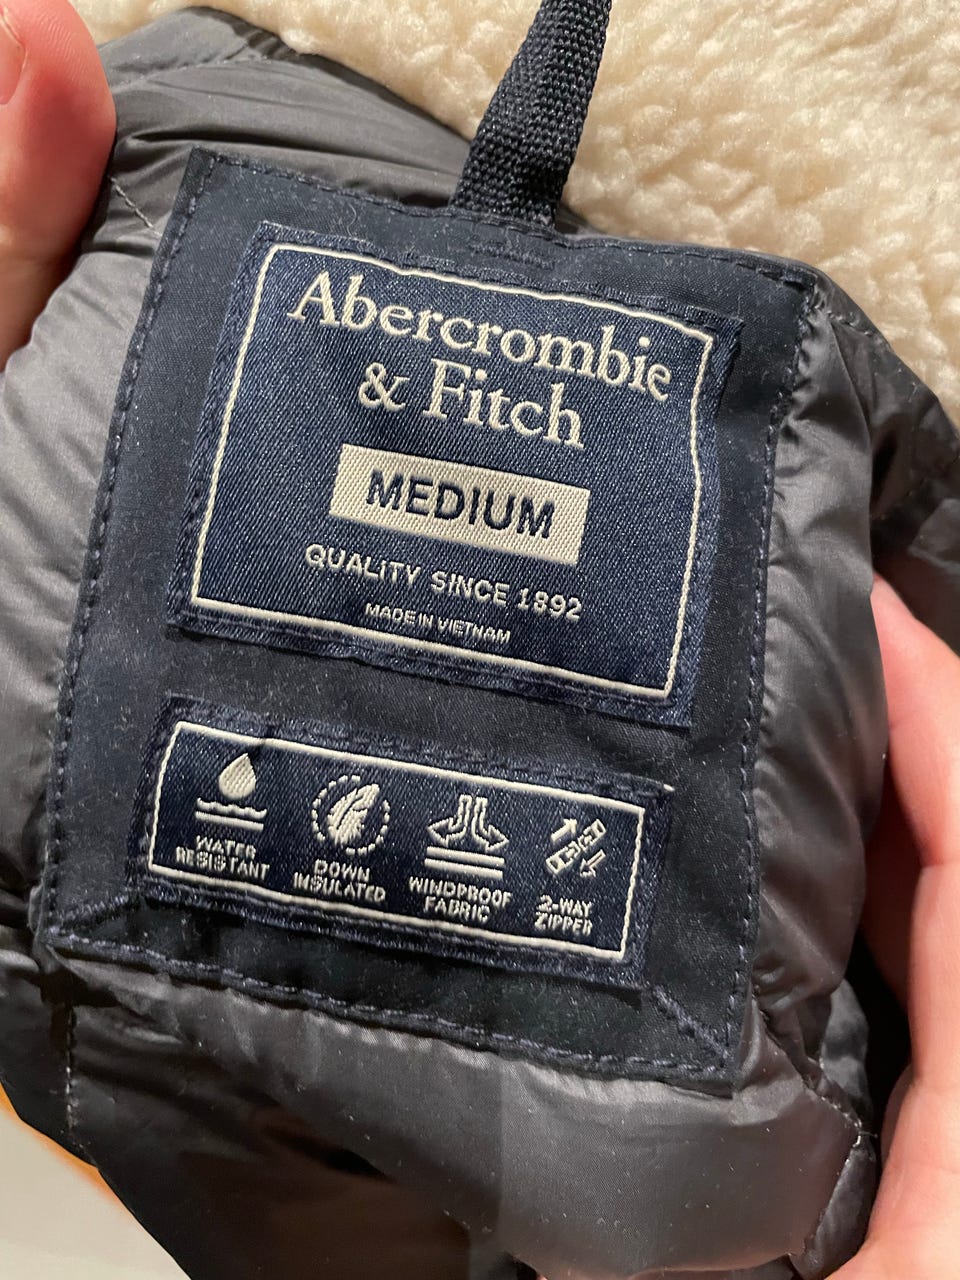 Abercrombie
& Fitch
MEDIUM
QUALITY SINCE 1892
MADE IN VIETNAM
WATER
RESISTANT
DOWN
INSULATED
WINDPROOF
FABRIC
2-WAY
ZIPPER